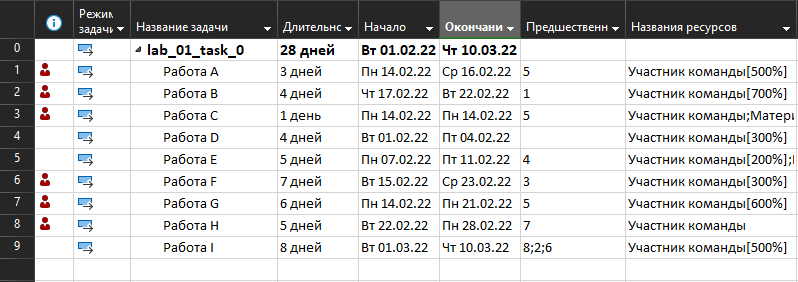 Режим задачи Название задачи Длительнс Начало Окончани Предшественн Названия ресурсов
0 lab_01_task_0 28 дней Вт 01.02.22 Чт 10.03.22
1 Работа A 3 дней Пн 14.02.22 Ср 16.02.22 5 Участник команды[500%]
2 Работа B 4 дней Чт 17.02.22 Вт 22.02.22 1 Участник команды[700%]
3 Работа C 1 день Пн 14.02.22 Пн 14.02.22 5 Участник команды;Матери
4 Работа D 4 дней Вт 01.02.22 Пт 04.02.22 Участник команды[300%]
5 Работа E 5 дней Пн 07.02.22 Пт 11.02.22 4 Участник команды[200%];
6 Работа F 7 дней Вт 15.02.22 Ср 23.02.22 3 Участник команды[300%]
7 Работа G 6 дней Пн 14.02.22 Пн 21.02.22 5 Участник команды[600%]
8 Работа H 5 дней Вт 22.02.22 Пн 28.02.22 7 Участник команды
9 Работа I 8 дней Вт 01.03.22 Чт 10.03.22 8;2;6 Участник команды[500%]